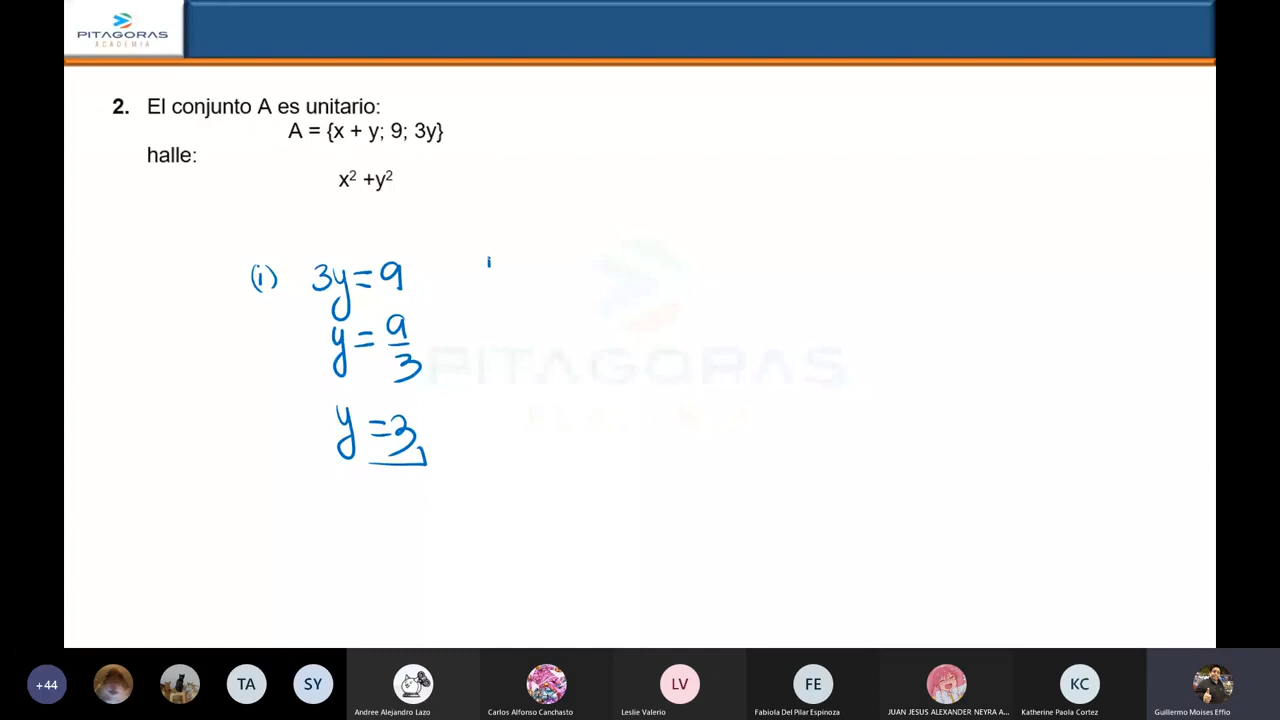 PITAGORAS
ACADEMIA
2. El conjunto A es unitario:
A = {x + y; 9; 3y}
halle:
x² +y²
(i) 3y = 9
y = 9/3
y = 3
PITAGORAS
+44
TA
SY
LV
FE
KC
Andree Alejandro Lazo
Carlos Alfonso Canchasto
Leslie Valerio
Fabiola Del Pilar Espinoza
JUAN JESUS ALEXANDER NEYRA A...
Katherine Paola Cortez
Guillermo Moises Effio